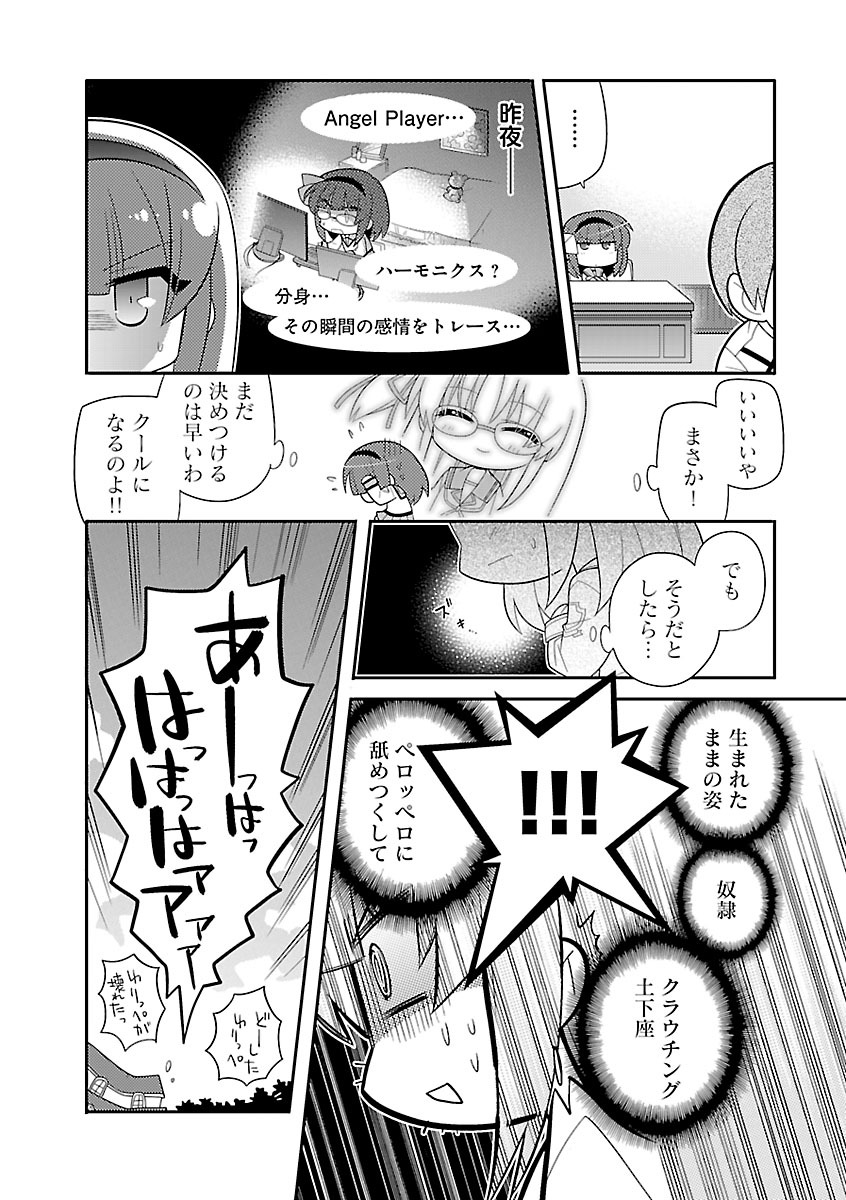 ……
昨夜――
Angel Player…
ハーモニクス？
分身…
その瞬間の感情をトレース…
いいいいや
まさか！
まだ
決めつける
のは早いわ
クールに
なるのよ!!
でも
そうだと
したら…
ズキ…
生まれた
ままの姿
奴隷
クラウチング
土下座
!!!
ペロッペロに
舐めつくして
あーっはっ
はっはっはァァァァ
どーした
ゆりっぺ
ゆりっぺが
壊れたっ